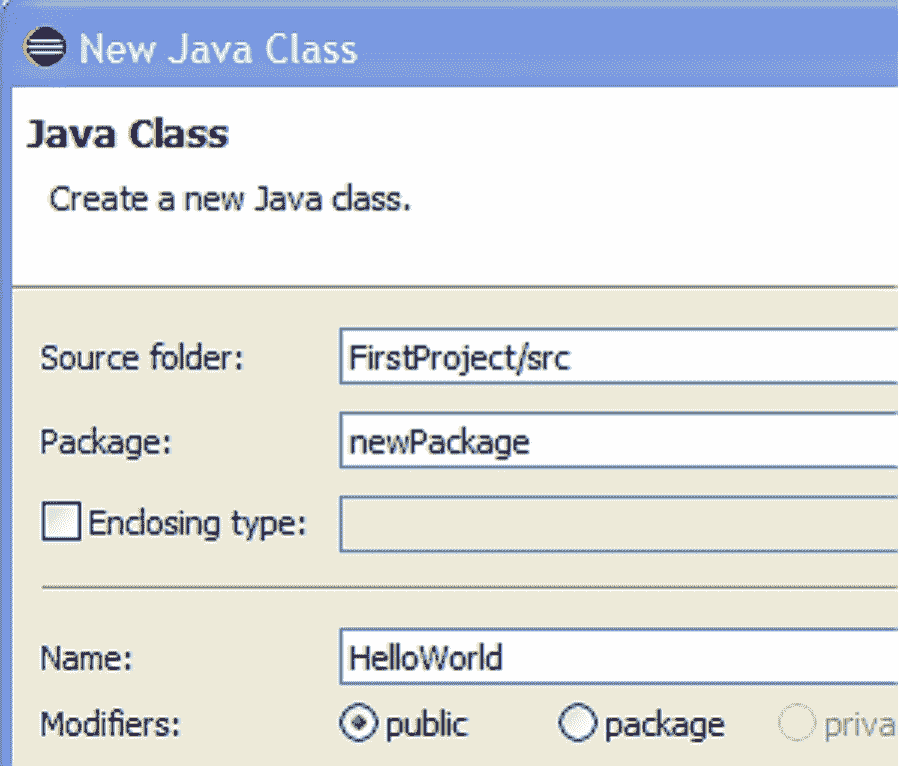 New Java Class
Java Class
Create a new Java class.
Source folder: FirstProject/src
Package: newPackage
Enclosing type:
Name: HelloWorld
Modifiers: public package priva